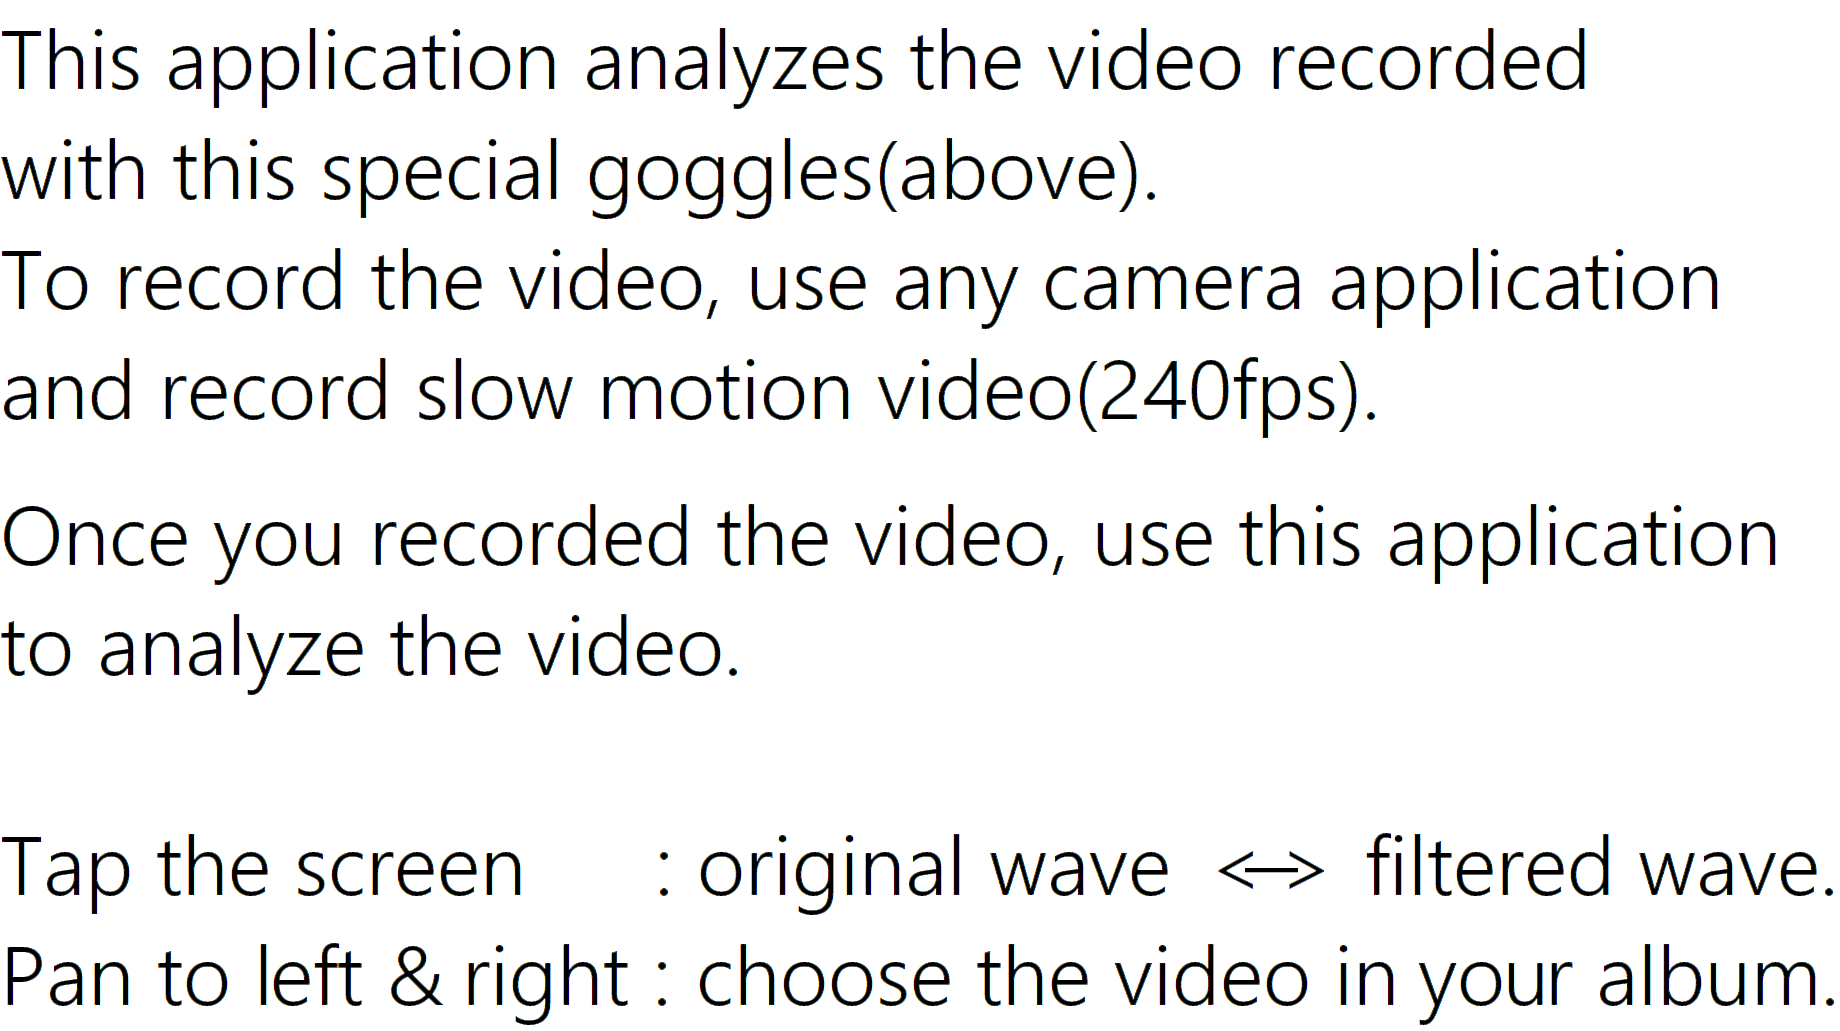 This application analyzes the video recorded
with this special goggles(above).
To record the video, use any camera application
and record slow motion video(240fps).
Once you recorded the video, use this application
to analyze the video.
Tap the screen : original wave <--> filtered wave.
Pan to left & right : choose the video in your album.